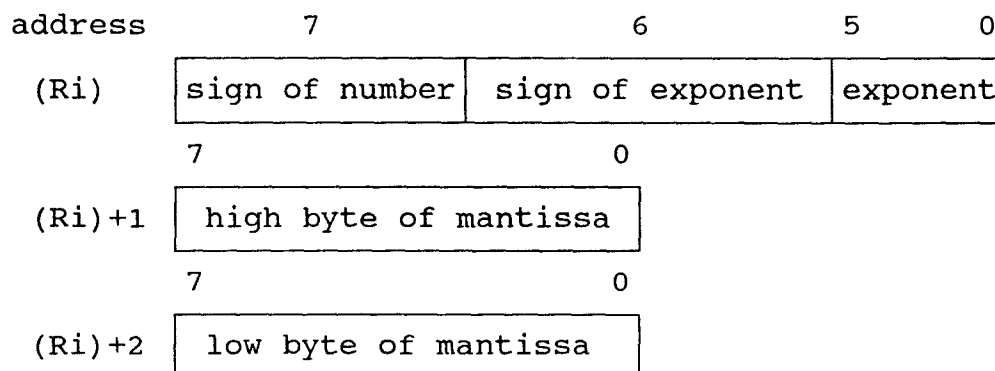 address 7 6 5 0
(Ri) sign of number sign of exponent exponent
7 0
(Ri)+1 high byte of mantissa
7 0
(Ri)+2 low byte of mantissa